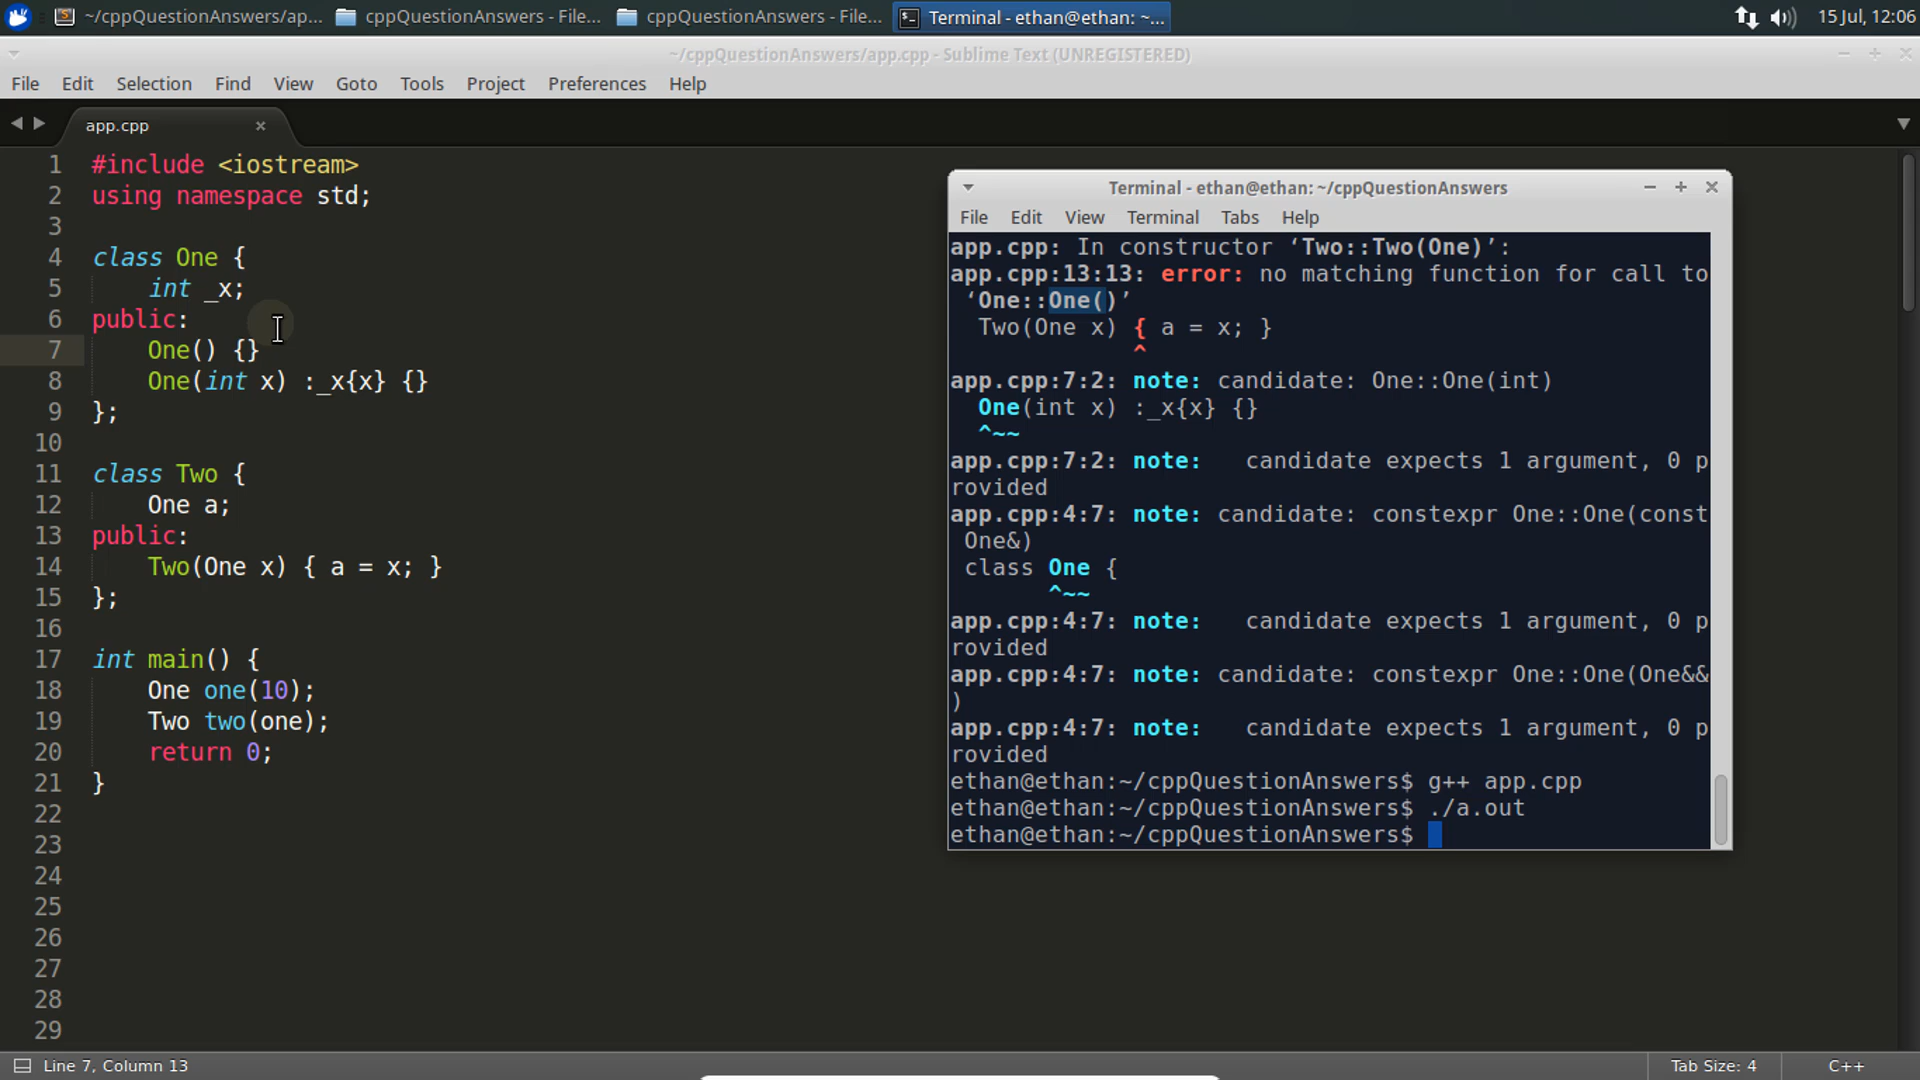 ~/cppQuestionAnswers/ap...
cppQuestionAnswers - File...
cppQuestionAnswers - File...
Terminal - ethan@ethan: ~...
15 Jul, 12:06
~/cppQuestionAnswers/app.cpp - Sublime Text (UNREGISTERED)
File Edit Selection Find View Goto Tools Project Preferences Help
app.cpp
1 #include <iostream>
2 using namespace std;
3
4 class One {
5 int _x;
6 public:
7 One() {}
8 One(int x) :_x{x} {}
9 };
10
11 class Two {
12 One a;
13 public:
14 Two(One x) { a = x; }
15 };
16
17 int main() {
18 One one(10);
19 Two two(one);
20 return 0;
21 }
22
23
24
25
26
27
28
29
Terminal - ethan@ethan: ~/cppQuestionAnswers
File Edit View Terminal Tabs Help
app.cpp: In constructor ‘Two::Two(One)’:
app.cpp:13:13: error: no matching function for call to
‘One::One()’
Two(One x) { a = x; }
^
app.cpp:7:2: note: candidate: One::One(int)
One(int x) :_x{x} {}
^~~
app.cpp:7:2: note:   candidate expects 1 argument, 0 p
rovided
app.cpp:4:7: note: candidate: constexpr One::One(const
One&)
class One {
^~~
app.cpp:4:7: note:   candidate expects 1 argument, 0 p
rovided
app.cpp:4:7: note: candidate: constexpr One::One(One&&
)
app.cpp:4:7: note:   candidate expects 1 argument, 0 p
rovided
ethan@ethan:~/cppQuestionAnswers$ g++ app.cpp
ethan@ethan:~/cppQuestionAnswers$ ./a.out
ethan@ethan:~/cppQuestionAnswers$
Line 7, Column 13
Tab Size: 4
C++